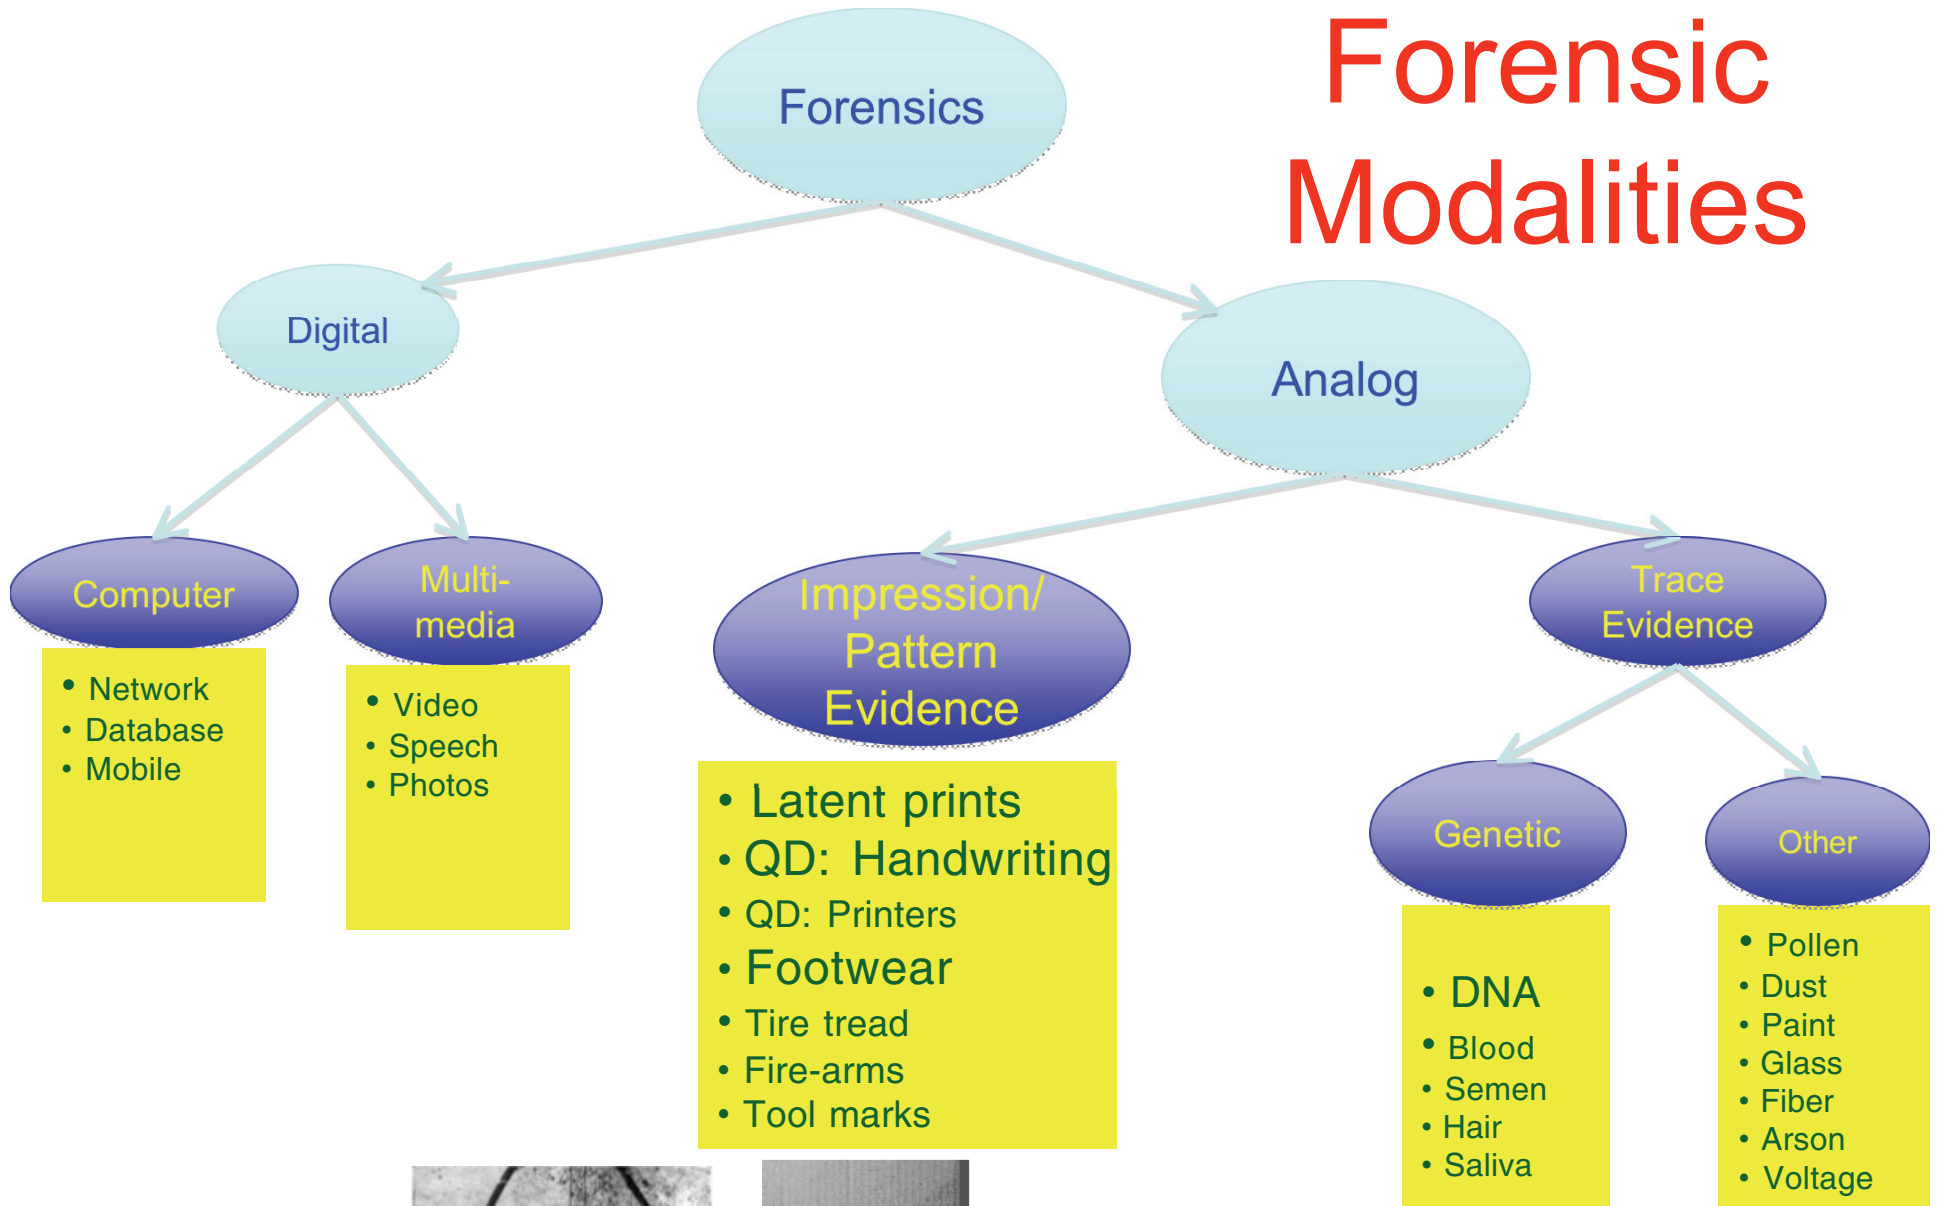 Forensic
Modalities
Forensics
Digital
Analog
Computer
• Network
• Database
• Mobile
Multi-
media
• Video
• Speech
• Photos
Impression/
Pattern
Evidence
• Latent prints
• QD: Handwriting
• QD: Printers
• Footwear
• Tire tread
• Fire-arms
• Tool marks
Trace
Evidence
Genetic
• DNA
• Blood
• Semen
• Hair
• Saliva
Other
• Pollen
• Dust
• Paint
• Glass
• Fiber
• Arson
• Voltage